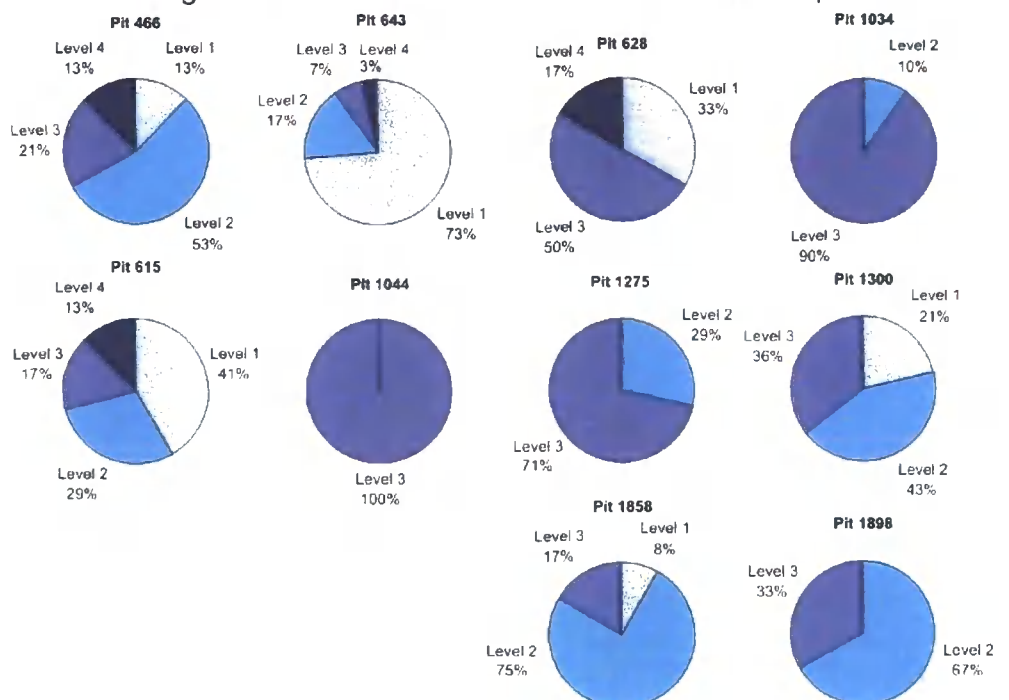 Pit 466
Level 4
13%
Level 1
13%
Level 3
21%
Level 2
53%
Pit 643
Level 3
7%
Level 4
3%
Level 2
17%
Level 1
73%
Pit 628
Level 4
17%
Level 1
33%
Level 3
50%
Pit 1034
Level 2
10%
Level 3
90%
Pit 615
Level 4
13%
Level 3
17%
Level 1
41%
Level 2
29%
Pit 1044
Level 3
100%
Pit 1275
Level 2
29%
Level 3
71%
Pit 1300
Level 1
21%
Level 3
36%
Level 2
43%
Pit 1858
Level 3
17%
Level 1
8%
Level 2
75%
Pit 1898
Level 3
33%
Level 2
67%